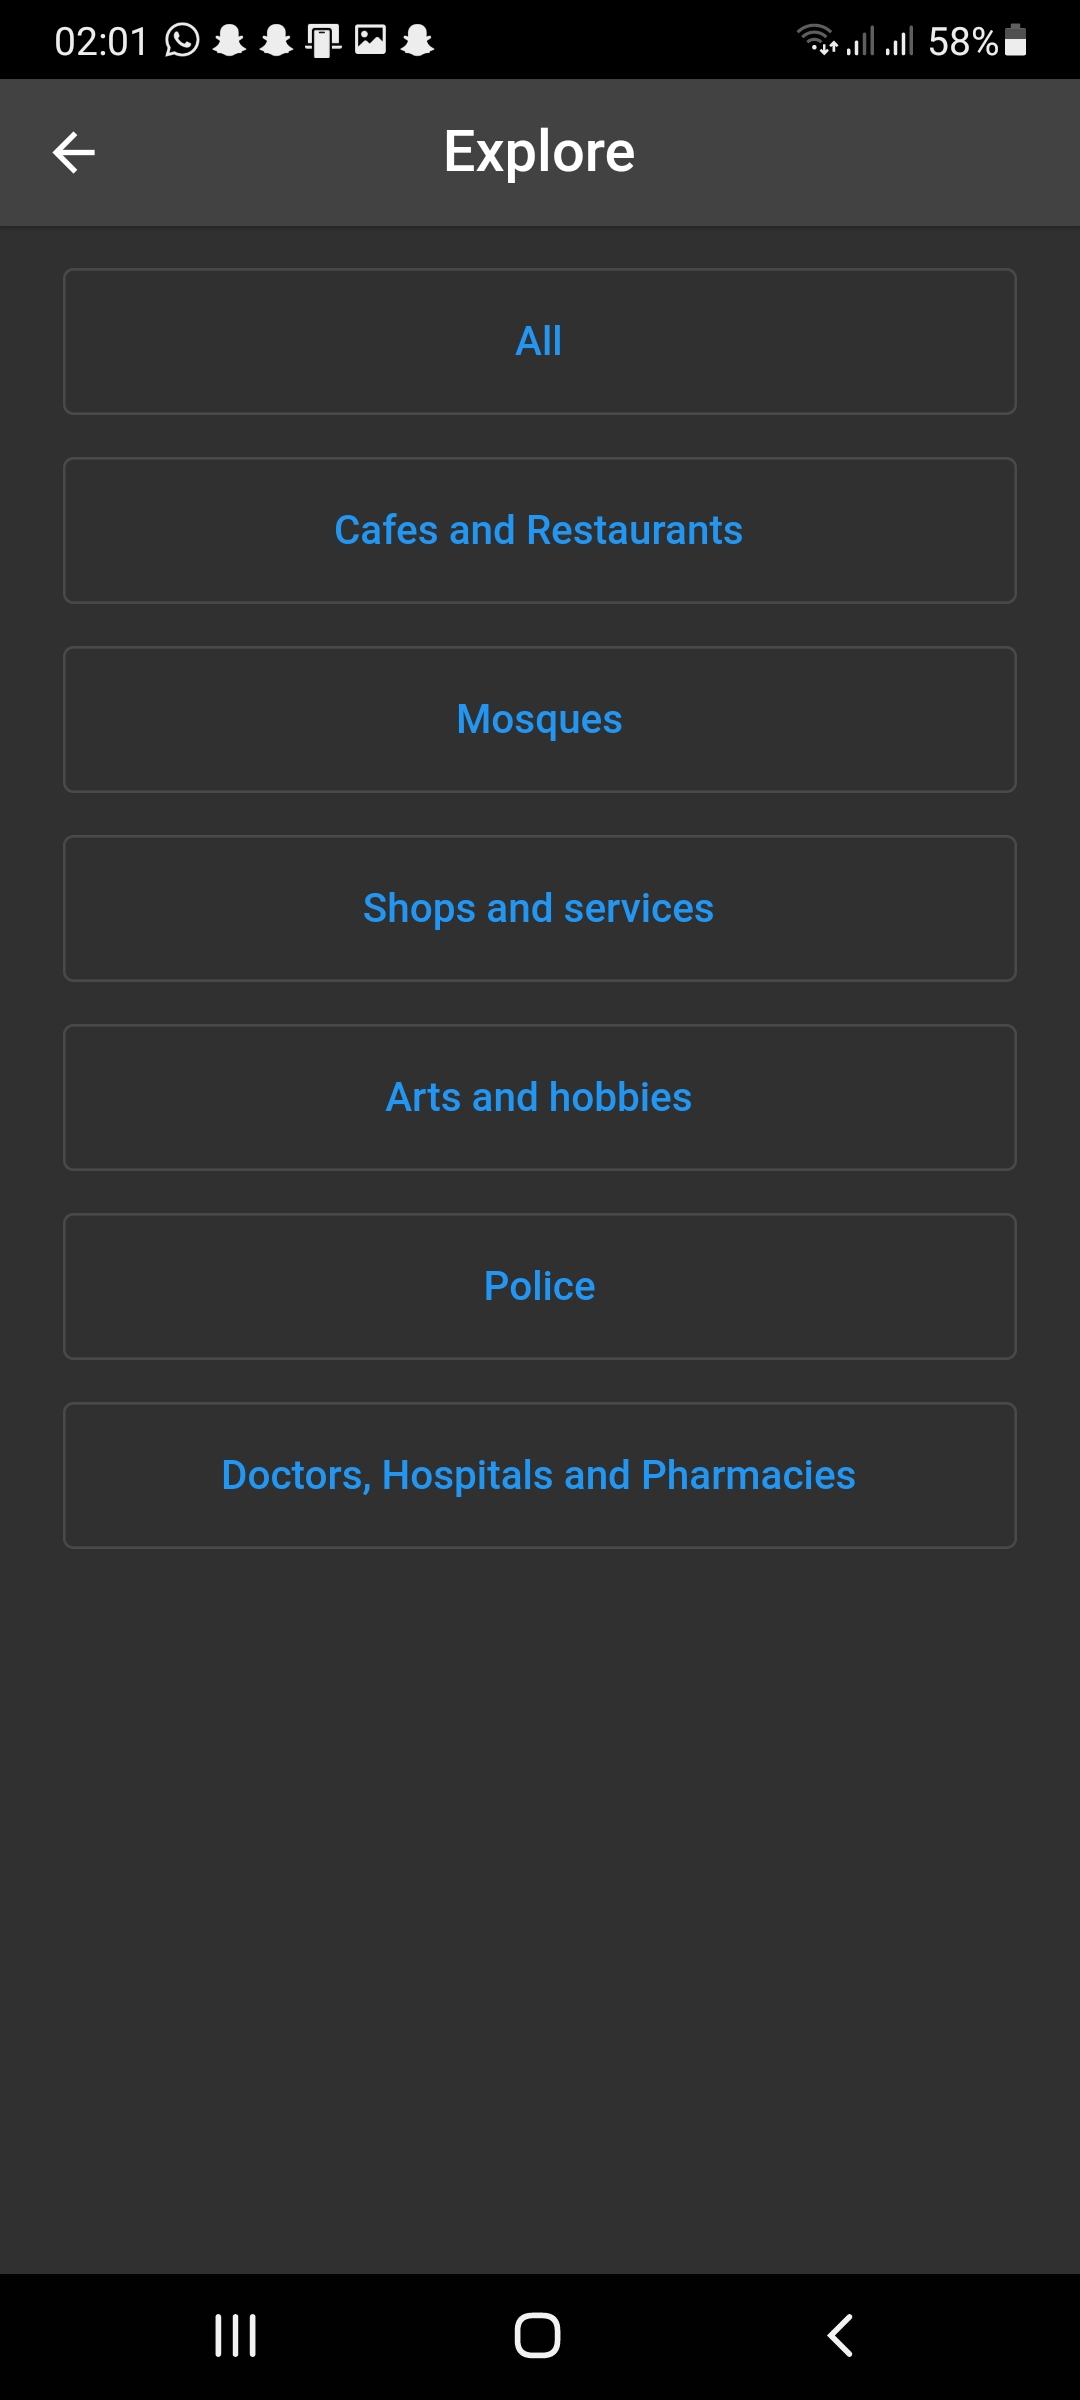 02:01 58%
Explore
All
Cafes and Restaurants
Mosques
Shops and services
Arts and hobbies
Police
Doctors, Hospitals and Pharmacies